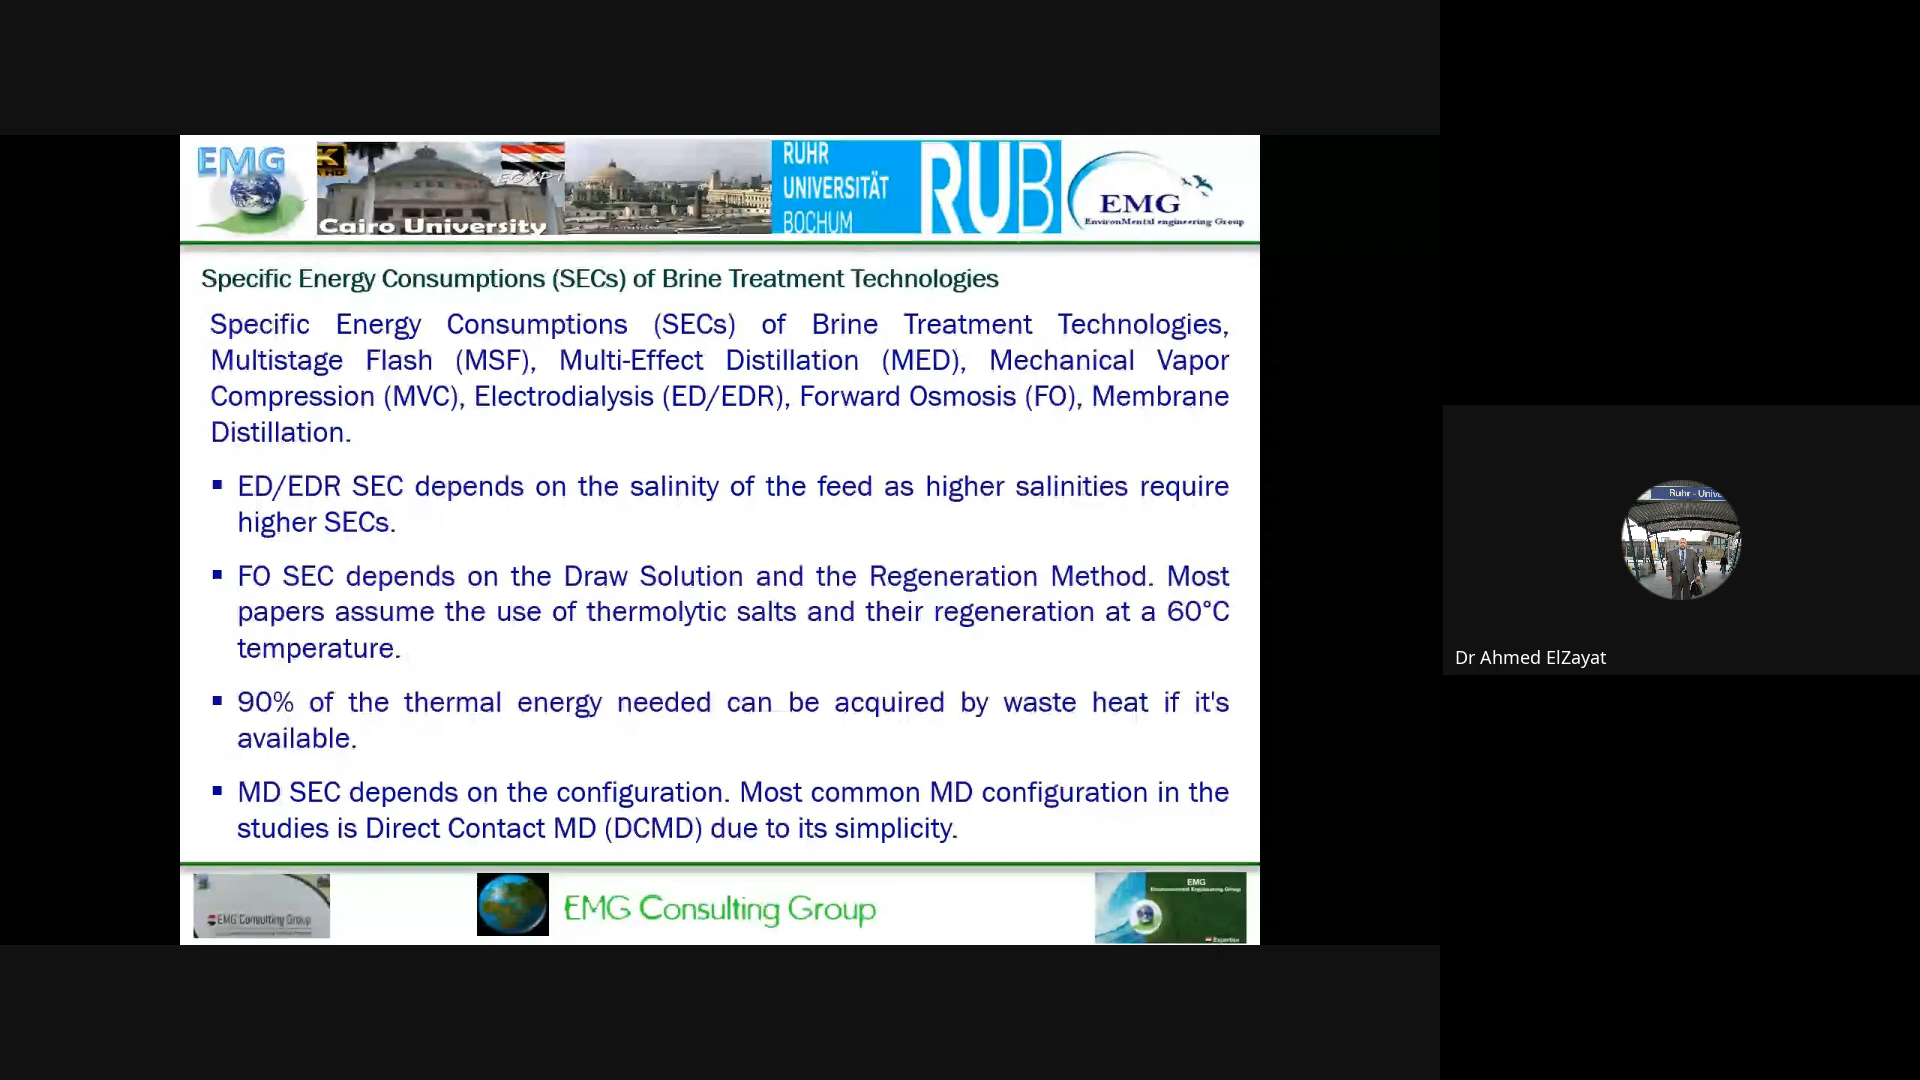 EMG
K
HD
EGYPT
Cairo University
RUHR
UNIVERSITÄT
BOCHUM
RUB
EMG
EnvironMental engineering Group
Specific Energy Consumptions (SECs) of Brine Treatment Technologies
Specific Energy Consumptions (SECs) of Brine Treatment Technologies,
Multistage Flash (MSF), Multi-Effect Distillation (MED), Mechanical Vapor
Compression (MVC), Electrodialysis (ED/EDR), Forward Osmosis (FO), Membrane
Distillation.
▪ ED/EDR SEC depends on the salinity of the feed as higher salinities require
higher SECs.
▪ FO SEC depends on the Draw Solution and the Regeneration Method. Most
papers assume the use of thermolytic salts and their regeneration at a 60°C
temperature.
▪ 90% of the thermal energy needed can be acquired by waste heat if it's
available.
▪ MD SEC depends on the configuration. Most common MD configuration in the
studies is Direct Contact MD (DCMD) due to its simplicity.
EMG Consulting Group
EMG Consulting Group
EMG
Environmental Engineering Group
Expertise
Ruhr - Unive
Dr Ahmed ElZayat